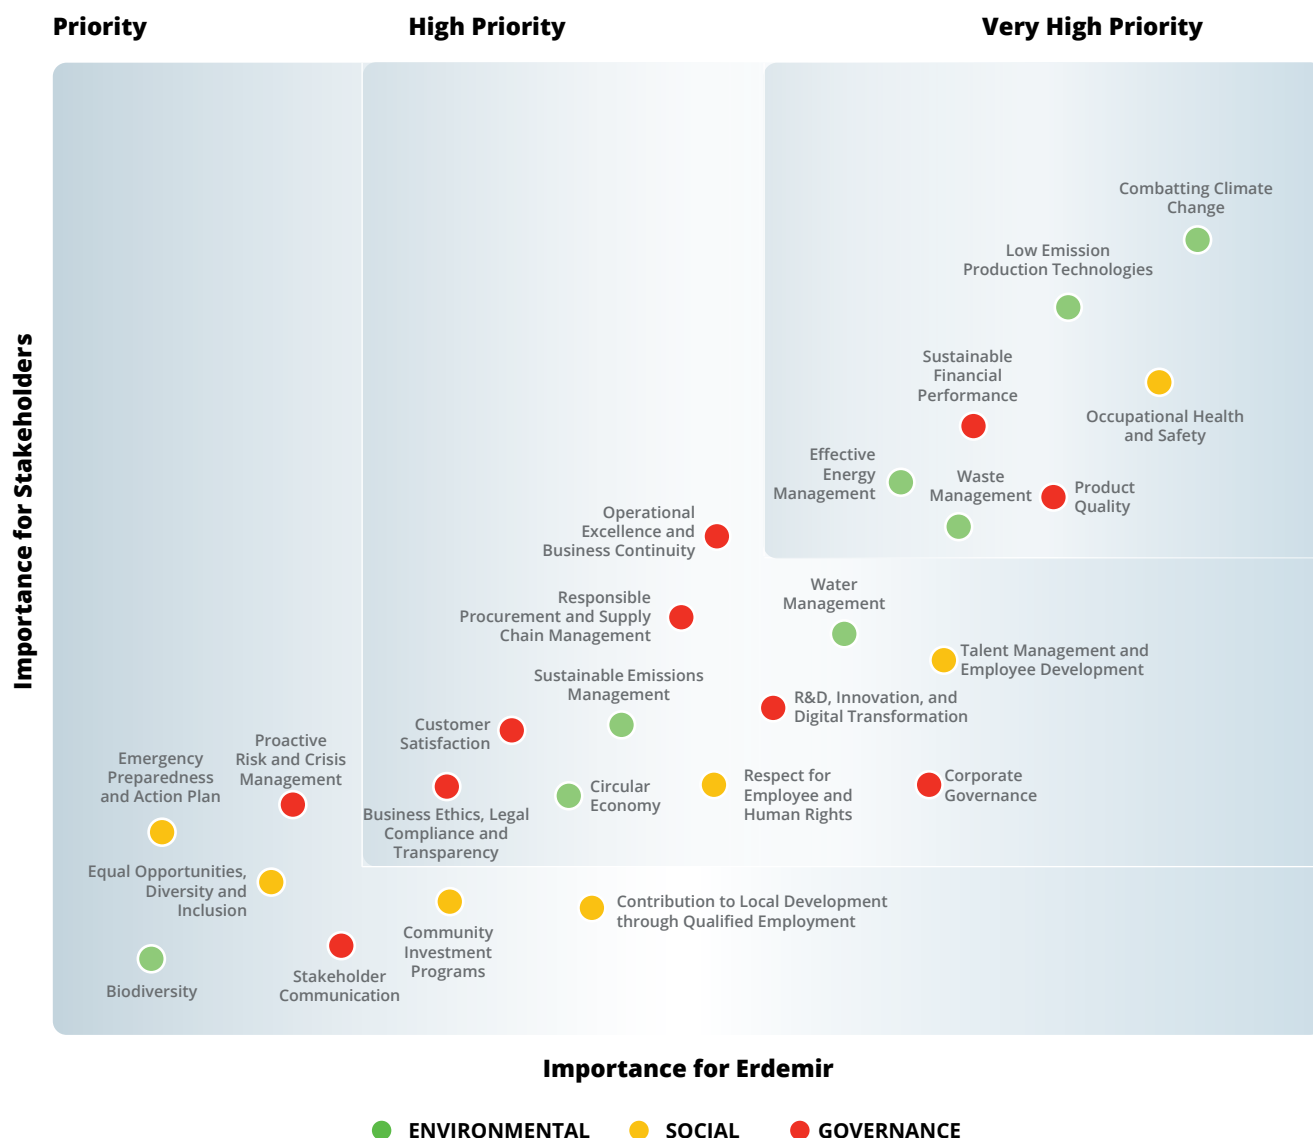 Priority
High Priority
Very High Priority
Importance for Stakeholders
Combatting Climate
Change
Low Emission
Production Technologies
Sustainable
Financial
Performance
Occupational Health
and Safety
Effective
Energy
Management
Waste
Management
Product
Quality
Operational
Excellence and
Business Continuity
Water
Management
Responsible
Procurement and Supply
Chain Management
Talent Management and
Employee Development
Sustainable Emissions
Management
R&D, Innovation, and
Digital Transformation
Customer
Satisfaction
Proactive
Risk and Crisis
Management
Emergency
Preparedness
and Action Plan
Circular
Economy
Respect for
Employee and
Human Rights
Corporate
Governance
Business Ethics, Legal
Compliance and
Transparency
Equal Opportunities,
Diversity and
Inclusion
Contribution to Local Development
through Qualified Employment
Community
Investment
Programs
Stakeholder
Communication
Biodiversity
Importance for Erdemir
ENVIRONMENTAL
SOCIAL
GOVERNANCE